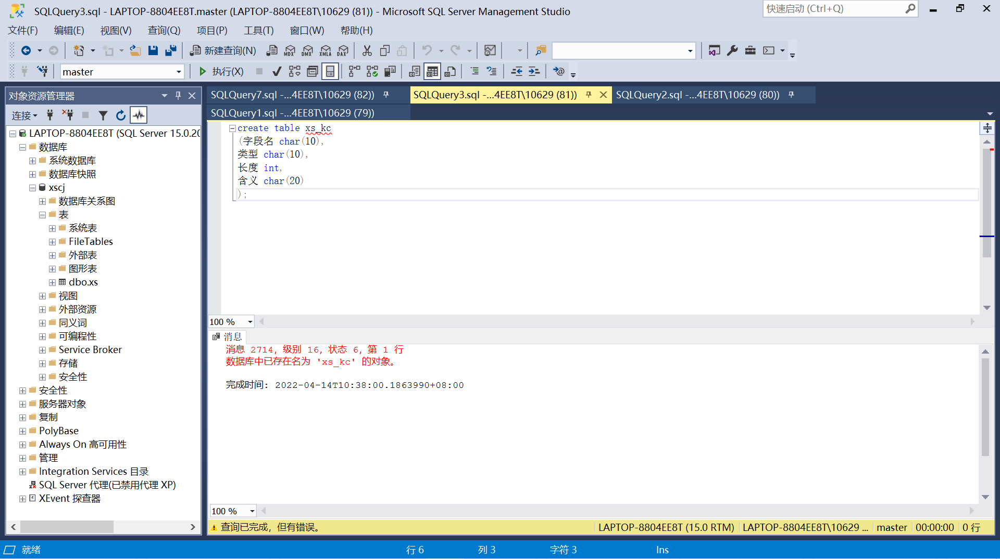 SQLQuery3.sql - LAPTOP-8804EE8T.master (LAPTOP-8804EE8T\10629 (81)) - Microsoft SQL Server Management Studio
快速启动 (Ctrl+Q)
文件(F) 编辑(E) 视图(V) 查询(Q) 项目(P) 工具(T) 窗口(W) 帮助(H)
新建查询(N) MDX DMX XMLA DAX
master 执行(X)
对象资源管理器
连接
LAPTOP-8804EE8T (SQL Server 15.0.20
数据库
系统数据库
数据库快照
xscj
数据库关系图
表
系统表
FileTables
外部表
图形表
dbo.xs
视图
外部资源
同义词
可编程性
Service Broker
存储
安全性
安全性
服务器对象
复制
PolyBase
Always On 高可用性
管理
Integration Services 目录
SQL Server 代理(已禁用代理 XP)
XEvent 探查器
SQLQuery7.sql -...4EE8T\10629 (82)) SQLQuery3.sql -...4EE8T\10629 (81)) SQLQuery2.sql -...4EE8T\10629 (80))
SQLQuery1.sql -...4EE8T\10629 (79))
create table xs_kc
(字段名 char(10),
类型 char(10),
长度 int,
含义 char(20)
);
100 %
消息
消息 2714, 级别 16, 状态 6, 第 1 行
数据库中已存在名为 'xs_kc' 的对象。
完成时间: 2022-04-14T10:38:00.1863990+08:00
100 %
查询已完成，但有错误。 LAPTOP-8804EE8T (15.0 RTM) LAPTOP-8804EE8T\10629 ... master 00:00:00 0 行
就绪 行 6 列 3 字符 3 Ins